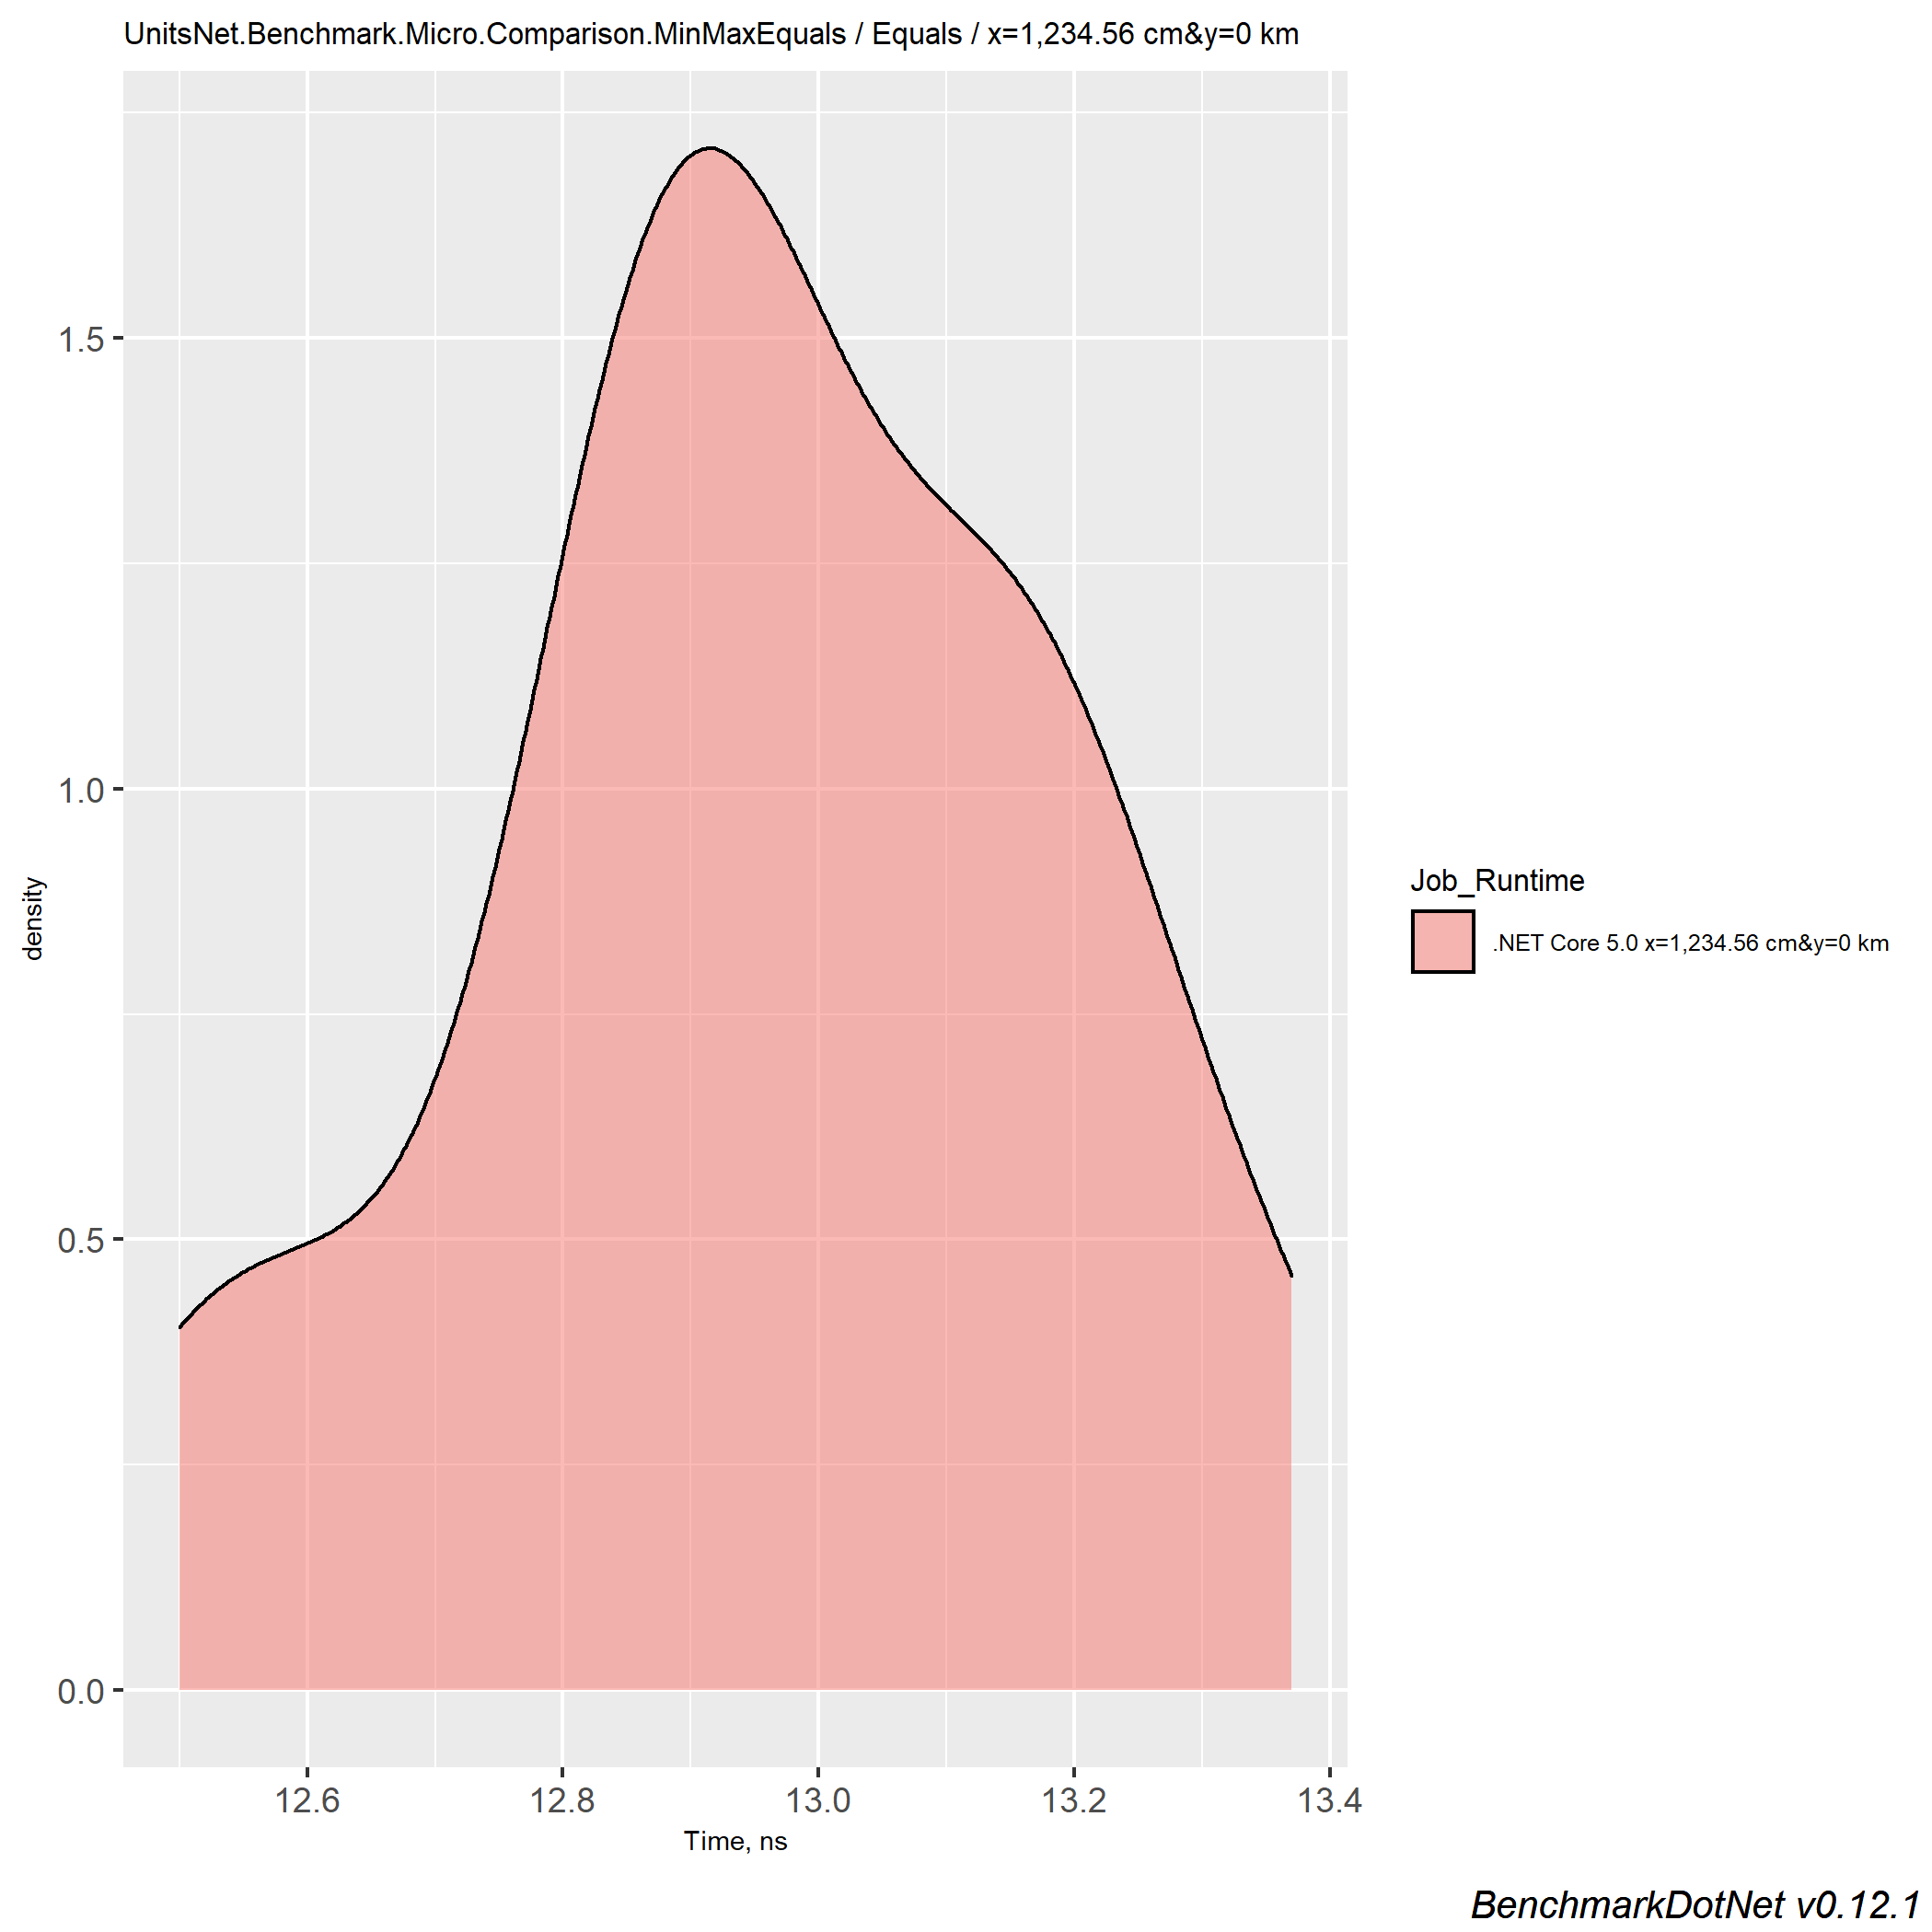 UnitsNet.Benchmark.Micro.Comparison.MinMaxEquals / Equals / x=1,234.56 cm&y=0 km
1.5
1.0
0.5
0.0
density
12.6 12.8 13.0 13.2 13.4
Time, ns
Job_Runtime
.NET Core 5.0 x=1,234.56 cm&y=0 km
BenchmarkDotNet v0.12.1